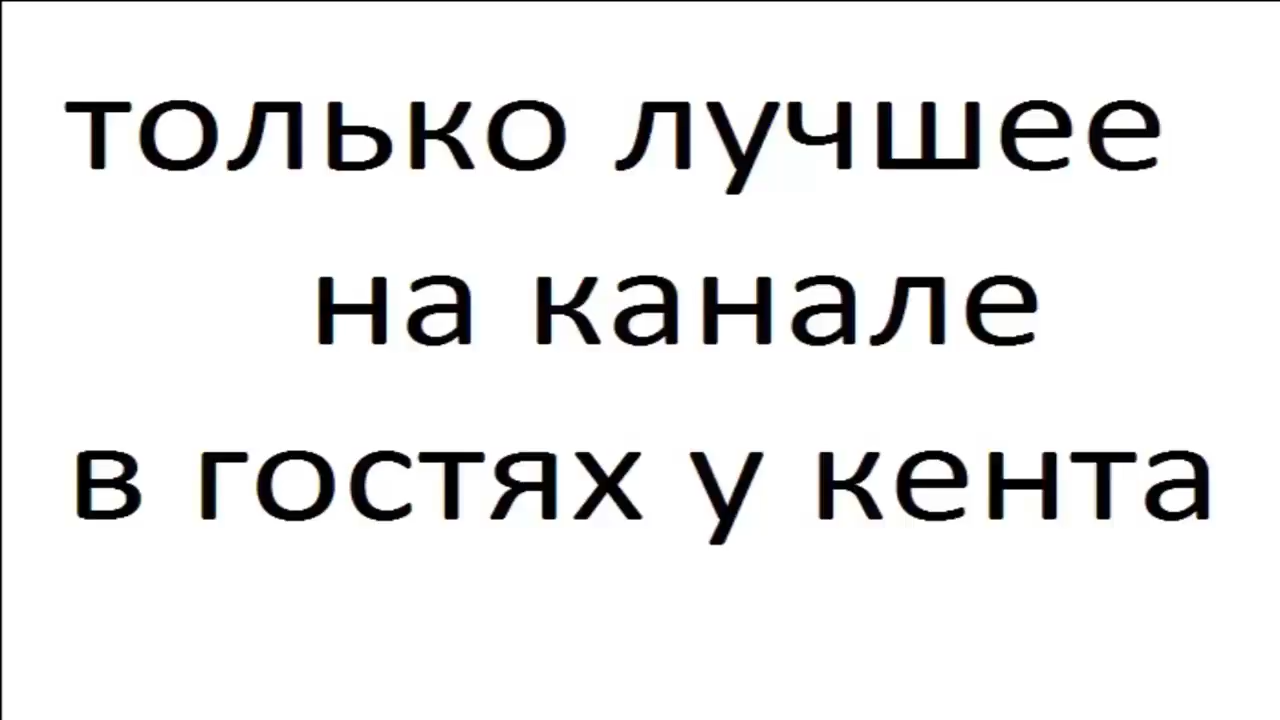 только лучшее
на канале
в гостях у кента